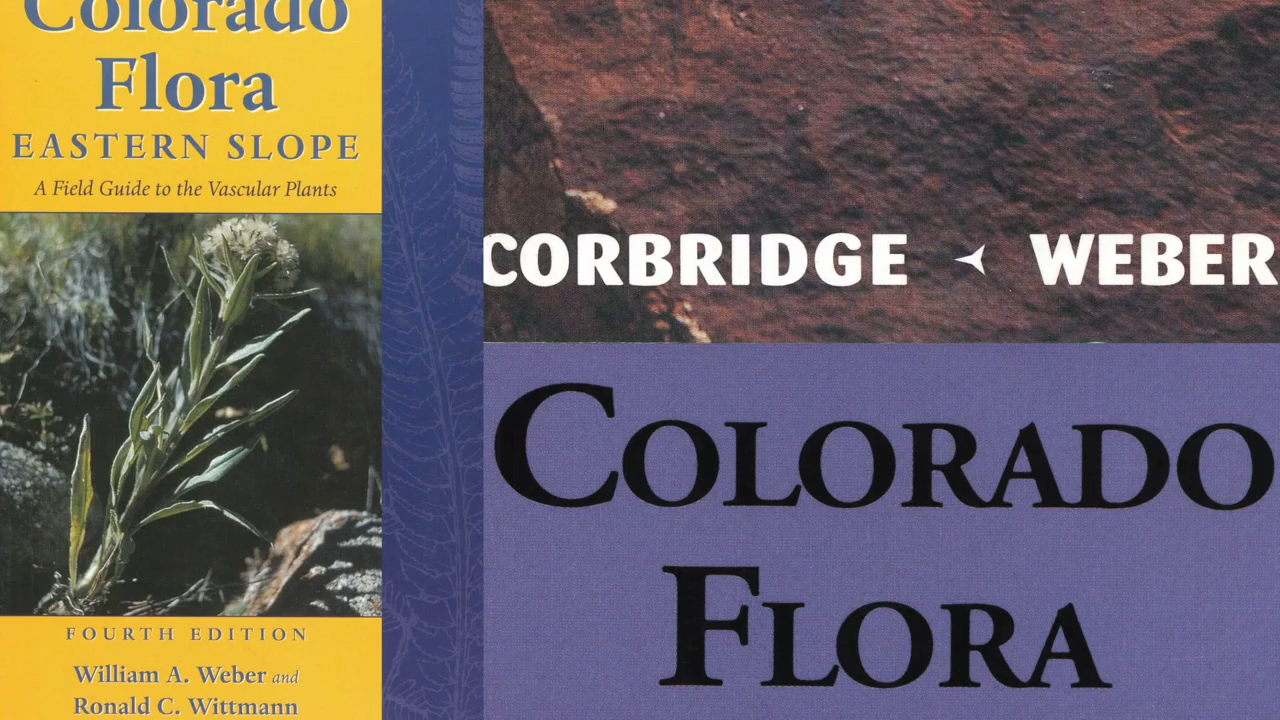 Colorado
Flora
EASTERN SLOPE
A Field Guide to the Vascular Plants
FOURTH EDITION
William A. Weber and
Ronald C. Wittmann
CORBRIDGE WEBER
COLORADO
FLORA